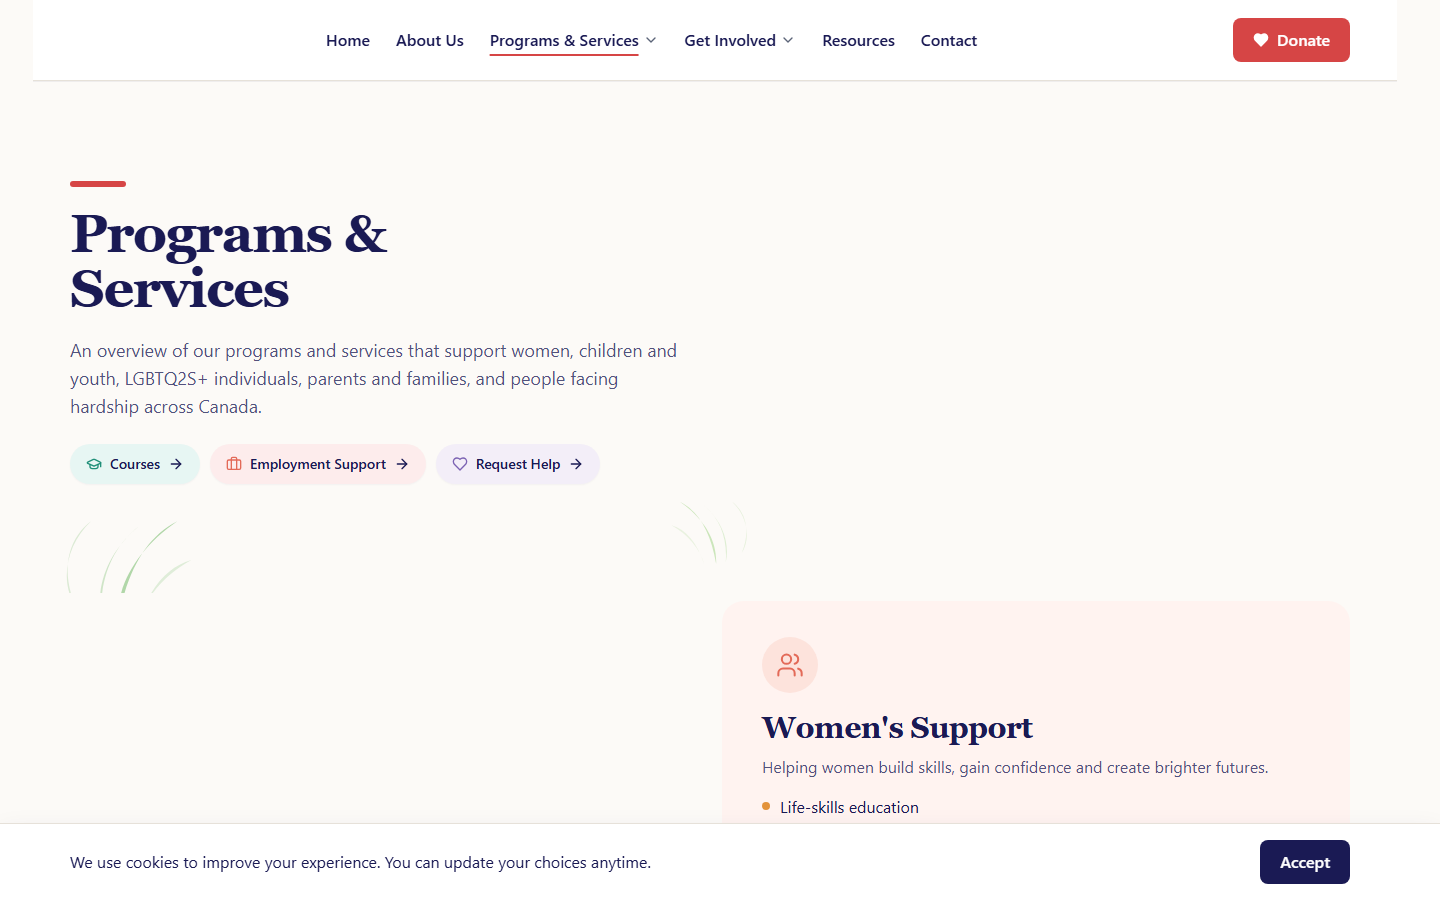 Home About Us Programs & Services Get Involved Resources Contact Donate
Programs &
Services
An overview of our programs and services that support women, children and
youth, LGBTQ2S+ individuals, parents and families, and people facing
hardship across Canada.
Courses Employment Support Request Help
Women's Support
Helping women build skills, gain confidence and create brighter futures.
Life-skills education
We use cookies to improve your experience. You can update your choices anytime. Accept